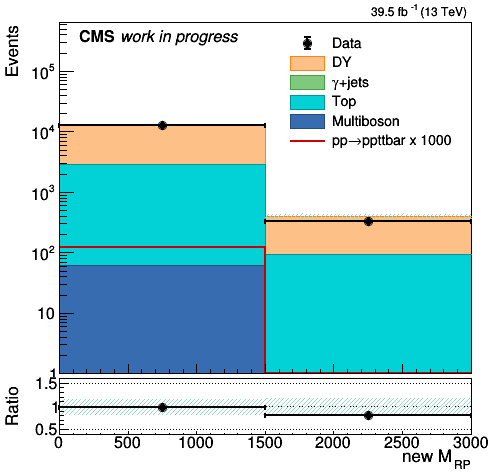 39.5 fb⁻¹ (13 TeV)
CMS work in progress
Events
Data
DY
γ+jets
Top
Multiboson
pp→ppttbar x 1000
10⁵
10⁴
10³
10²
10
1
Ratio
1.5
1
0.5
0 500 1000 1500 2000 2500 3000
new M_RP